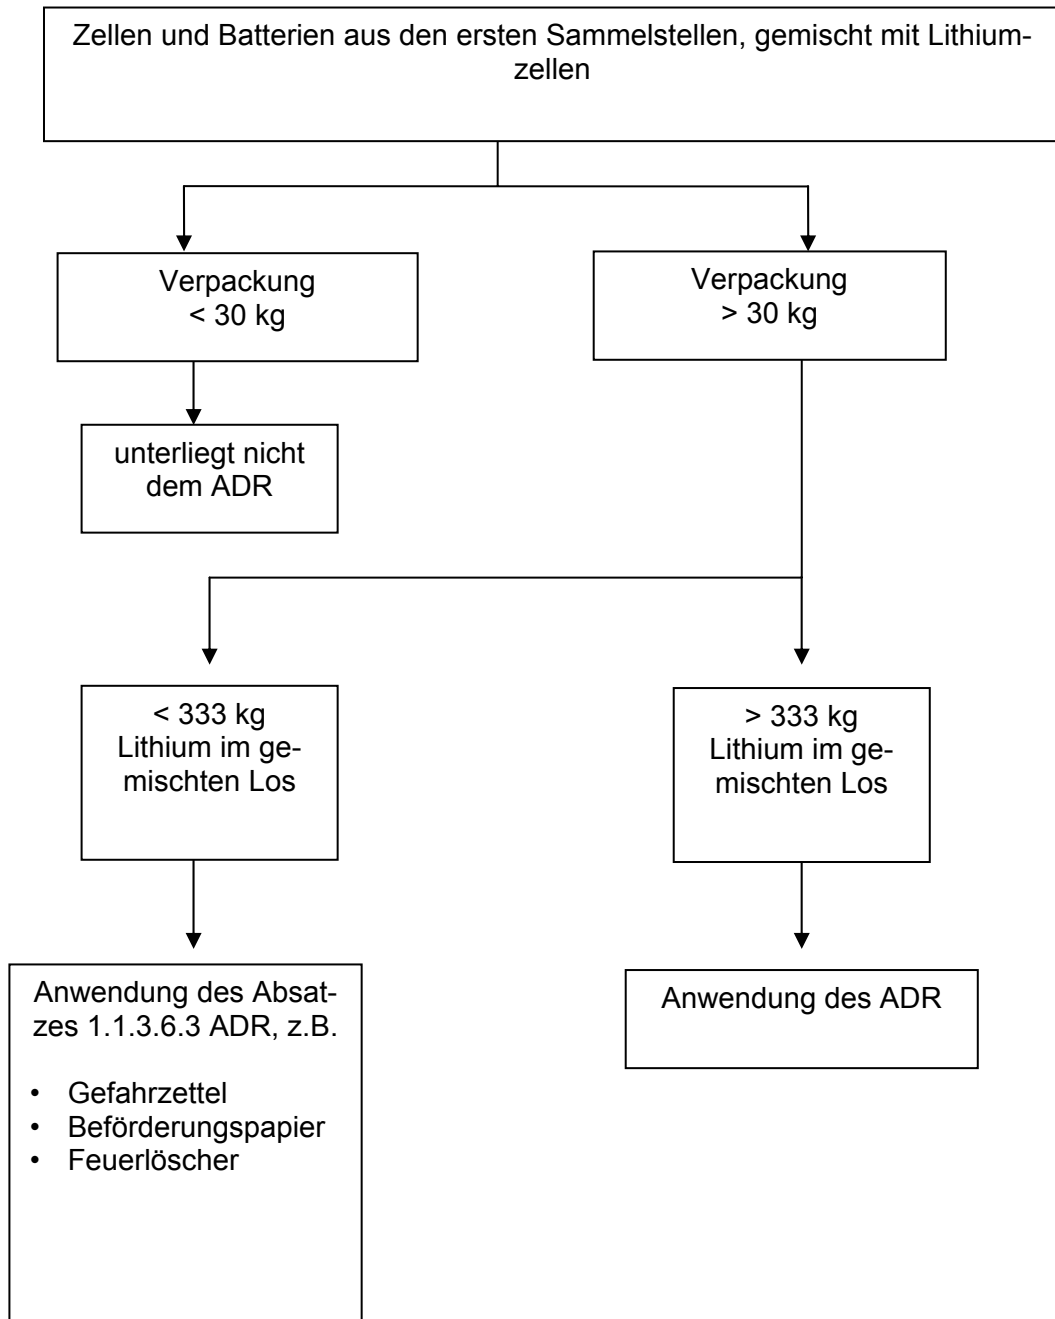 Zellen und Batterien aus den ersten Sammelstellen, gemischt mit Lithium-
zellen
Verpackung
< 30 kg
Verpackung
> 30 kg
unterliegt nicht
dem ADR
< 333 kg
Lithium im ge-
mischten Los
> 333 kg
Lithium im ge-
mischten Los
Anwendung des Absat-
zes 1.1.3.6.3 ADR, z.B.
• Gefahrzettel
• Beförderungspapier
• Feuerlöscher
Anwendung des ADR